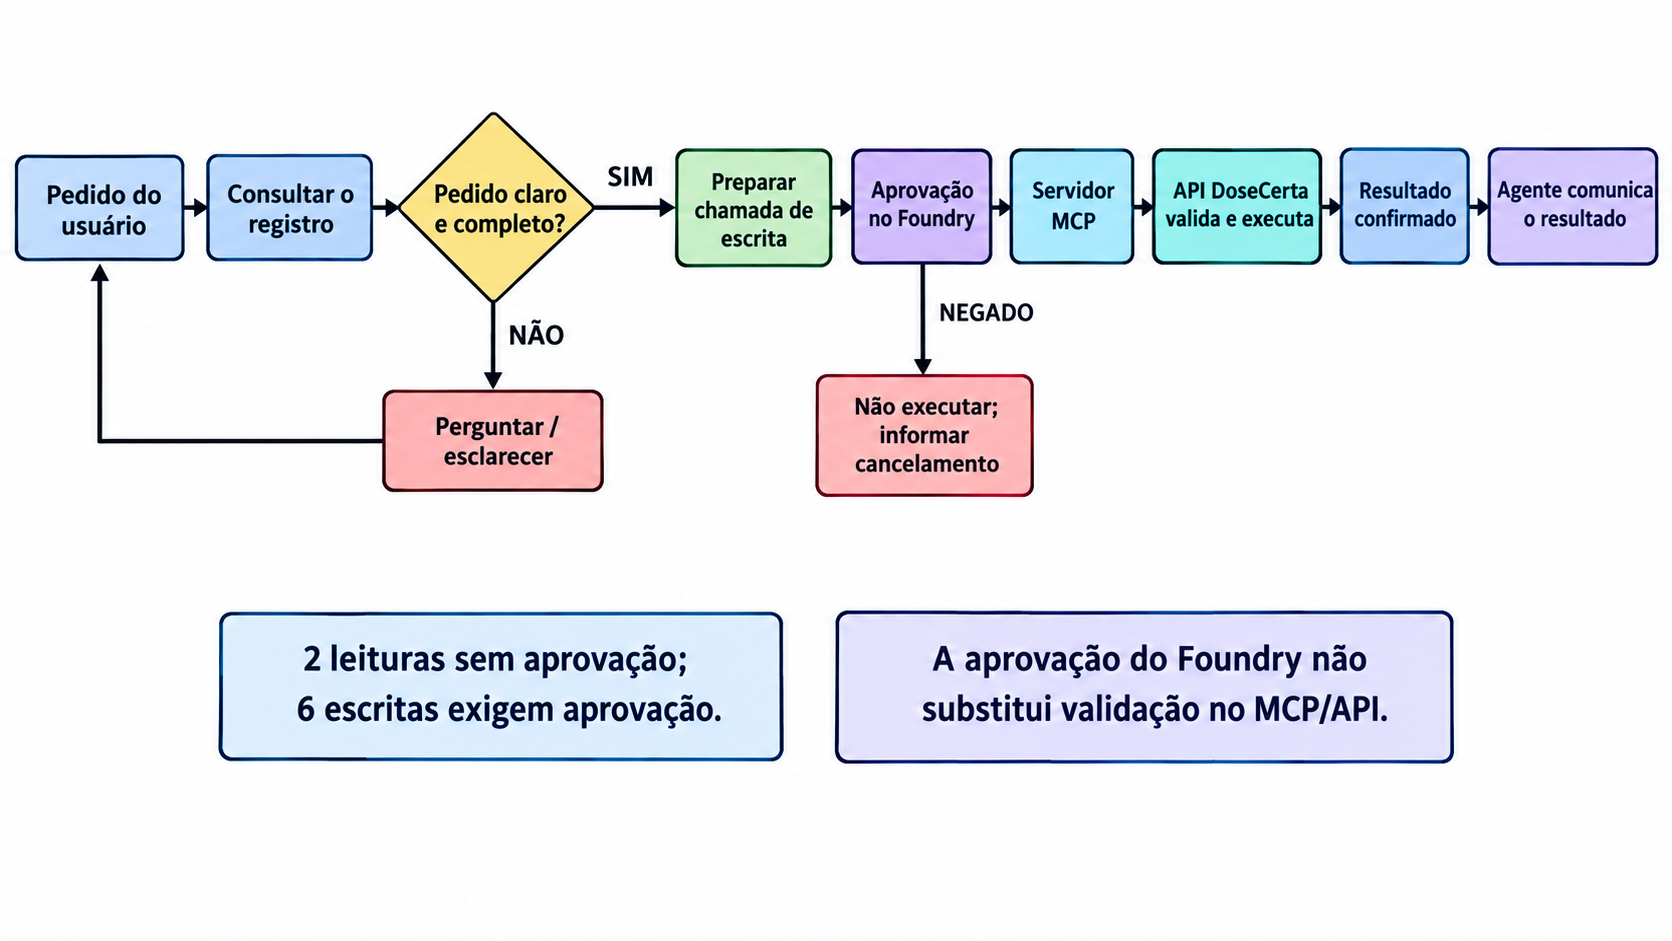 Pedido do
usuário
Consultar o
registro
Pedido claro
e completo?
SIM
Preparar
chamada de
escrita
Aprovação
no Foundry
Servidor
MCP
API DoseCerta
valida e executa
Resultado
confirmado
Agente comunica
o resultado
NÃO
NEGADO
Perguntar /
esclarecer
Não executar;
informar
cancelamento
2 leituras sem aprovação;
6 escritas exigem aprovação.
A aprovação do Foundry não
substitui validação no MCP/API.